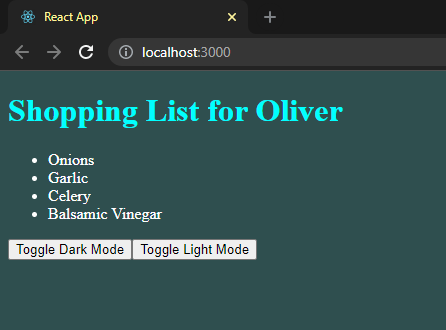 React App
localhost:3000
Shopping List for Oliver
Onions
Garlic
Celery
Balsamic Vinegar
Toggle Dark Mode Toggle Light Mode